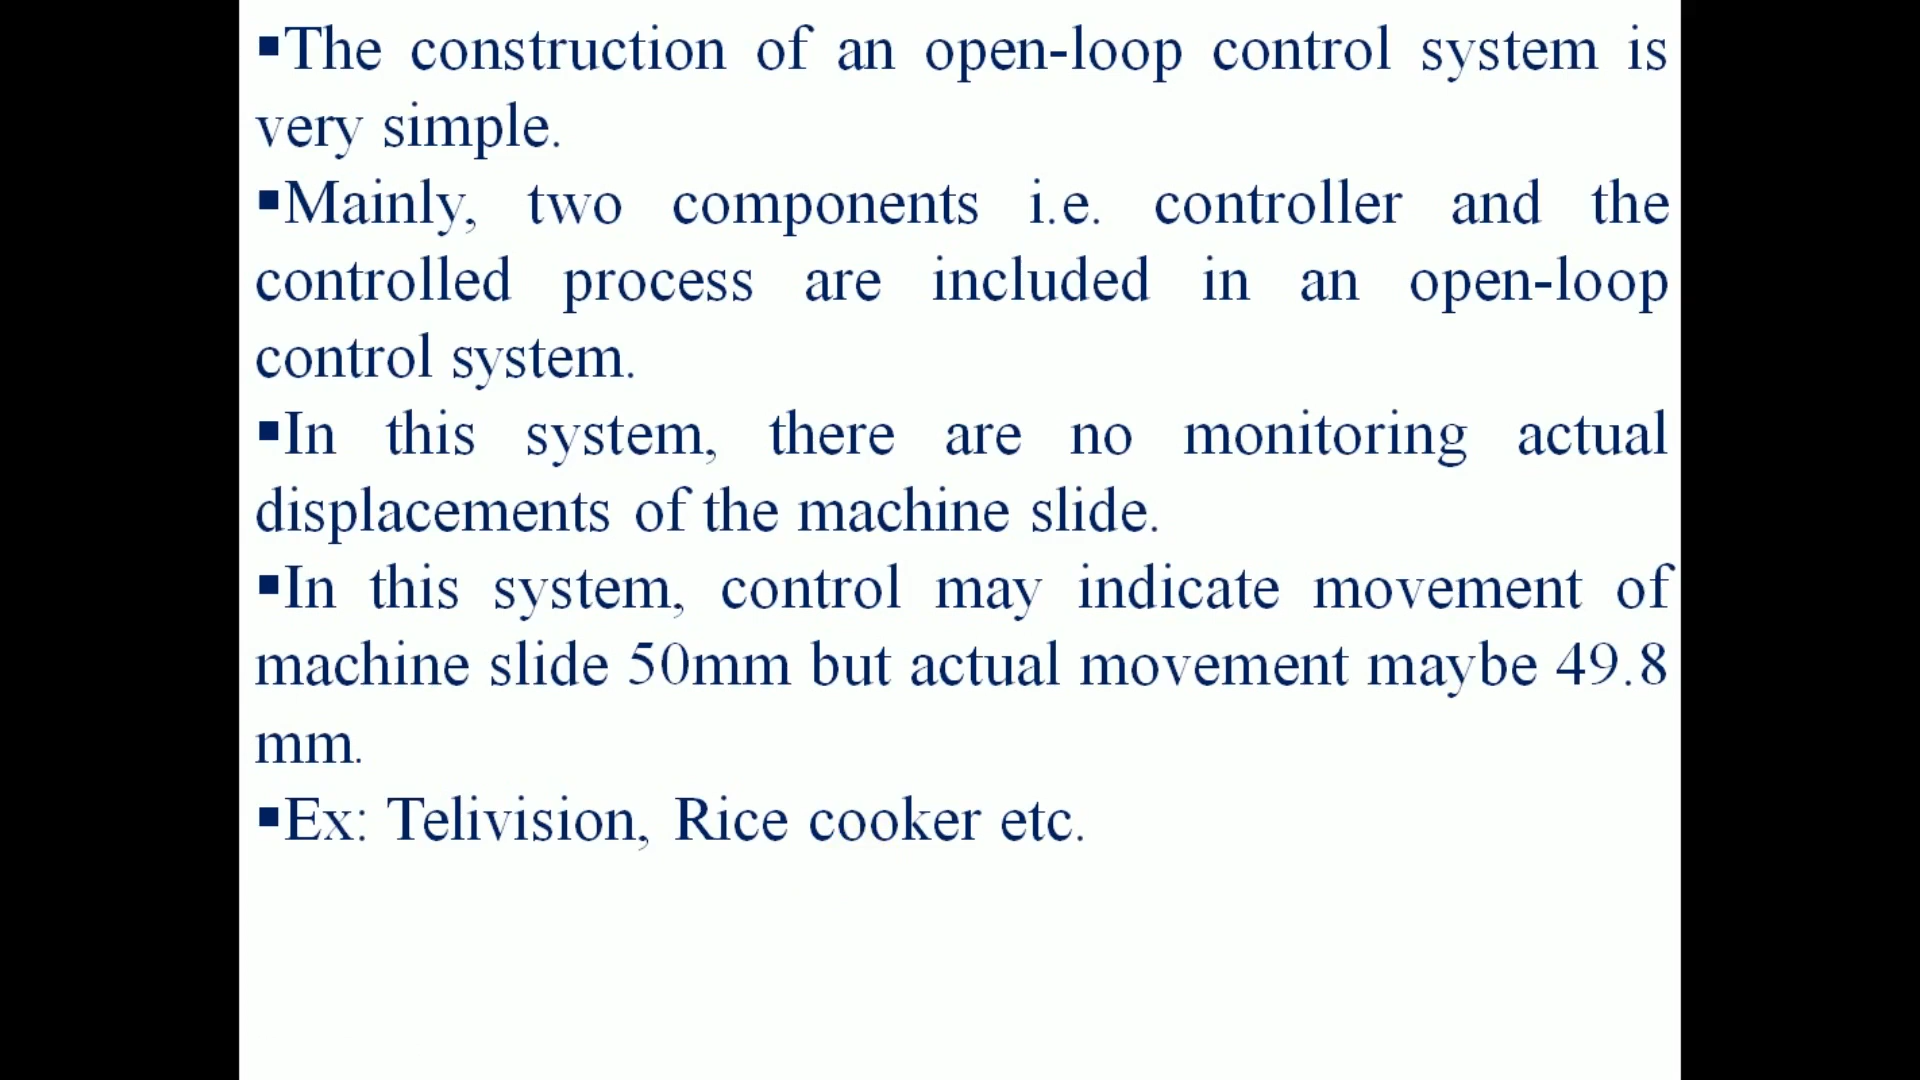 ▪The construction of an open-loop control system is
very simple.
▪Mainly, two components i.e. controller and the
controlled process are included in an open-loop
control system.
▪In this system, there are no monitoring actual
displacements of the machine slide.
▪In this system, control may indicate movement of
machine slide 50mm but actual movement maybe 49.8
mm.
▪Ex: Telivision, Rice cooker etc.